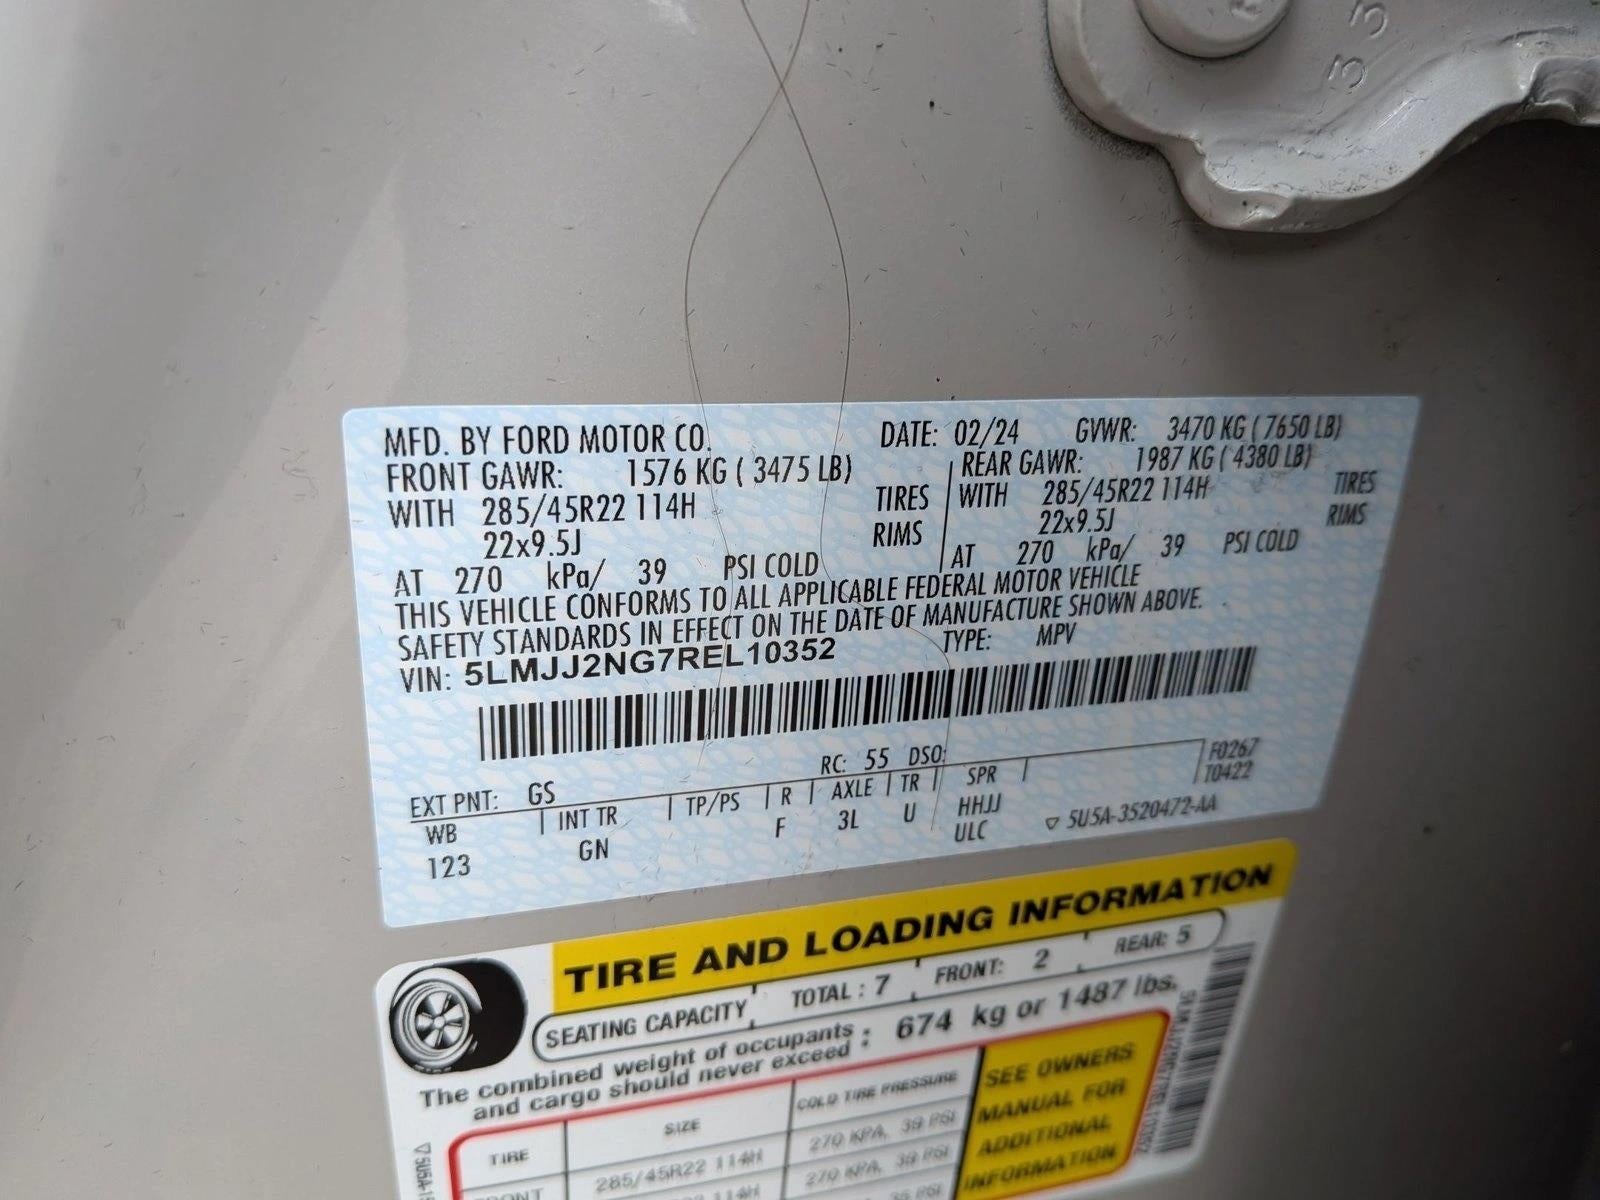 33
MFD. BY FORD MOTOR CO. DATE: 02/24 GVWR: 3470 KG ( 7650 LB)
FRONT GAWR: 1576 KG ( 3475 LB) REAR GAWR: 1987 KG ( 4380 LB)
WITH 285/45R22 114H TIRES WITH 285/45R22 114H TIRES
22x9.5J RIMS 22x9.5J RIMS
AT 270 kPa/ 39 PSI COLD AT 270 kPa/ 39 PSI COLD
THIS VEHICLE CONFORMS TO ALL APPLICABLE FEDERAL MOTOR VEHICLE
SAFETY STANDARDS IN EFFECT ON THE DATE OF MANUFACTURE SHOWN ABOVE.
VIN: 5LMJJ2NG7REL10352 TYPE: MPV
EXT PNT: GS RC: 55 DSO: F0267
WB INT TR TP/PS R AXLE TR SPR T0422
123 GN F 3L U HHJJ
ULC ▽ 5U5A-3520472-AA
TIRE AND LOADING INFORMATION
SEATING CAPACITY TOTAL : 7 FRONT: 2 REAR: 5
The combined weight of occupants and cargo should never exceed : 674 kg or 1487 lbs.
TIRE SIZE COLD TIRE PRESSURE
FRONT 285/45R22 114H 270 KPA, 39 PSI
114H 270 KPA, 39 PSI
PSI
SEE OWNERS
MANUAL FOR
ADDITIONAL
INFORMATION